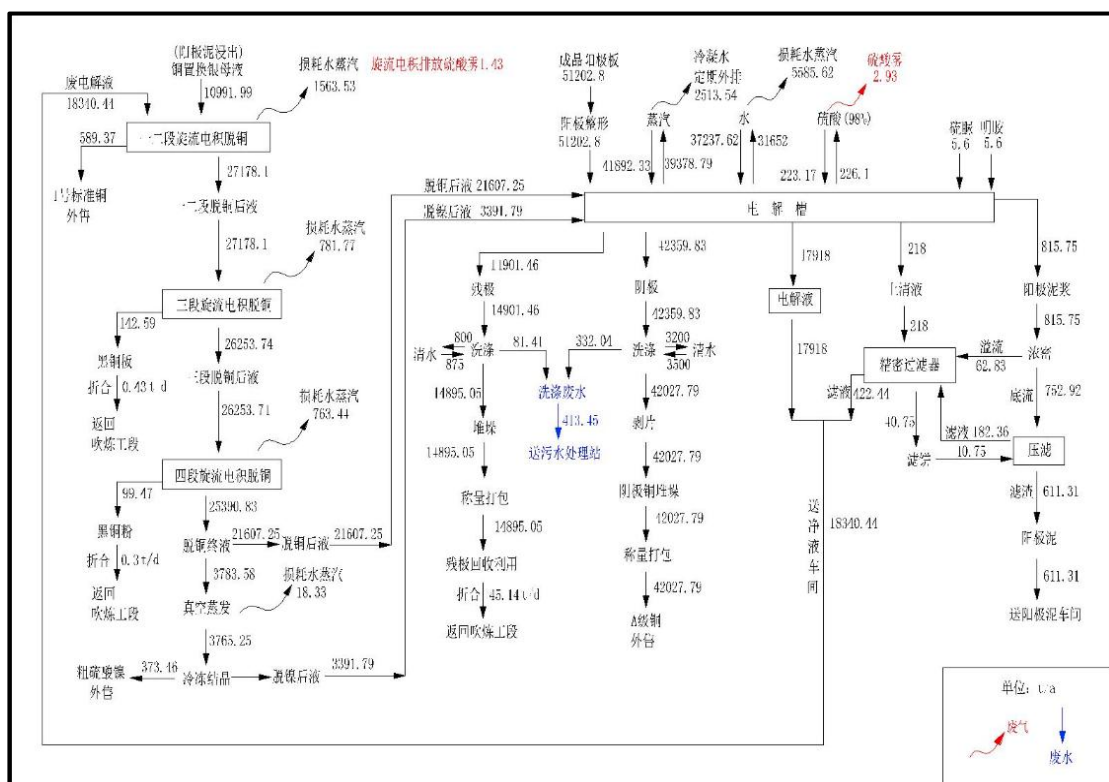 (阳极泥浸出)
铜置换银母液
10991.99
废电解液
18340.44
损耗水蒸汽
1563.53
旋流电积排放硫酸雾1.43
一二段旋流电积脱铜
589.37
1号标准铜
外售
27178.1
一二段脱铜后液
27178.1
损耗水蒸汽
781.77
三段旋流电积脱铜
142.59
黑铜板
折合 0.43t/d
返回
吹炼工段
26253.74
三段脱铜后液
26253.71
损耗水蒸汽
763.44
四段旋流电积脱铜
99.47
黑铜粉
折合 0.3t/d
返回
吹炼工段
25390.83
脱铜终液
21607.25
脱铜后液
21607.25
3783.58
损耗水蒸汽
18.33
真空蒸发
3765.25
粗硫酸镍
外售
373.46
冷冻结晶
脱镍后液
3391.79
成品阳极板
51202.8
阳极整形
51202.8
冷凝水
定期外排
2513.54
蒸汽
41892.33
39378.79
损耗水蒸汽
5585.62
水
37237.62
31652
硫酸雾
2.93
硫酸(98%)
223.17
226.1
硫脲
5.6
明胶
5.6
脱铜后液 21607.25
脱镍后液 3391.79
电解槽
11901.46
残极
14901.46
清水
800
875
洗涤
81.41
14895.05
堆垛
14895.05
称量打包
14895.05
残极回收利用
折合 45.14t/d
返回吹炼工段
洗涤废水
413.45
送污水处理站
42359.83
阴极
42359.83
332.04
洗涤
3200
3500
清水
42027.79
剥片
42027.79
阴极铜堆垛
42027.79
称量打包
42027.79
A级铜
外售
17918
电解液
17918
送净液车间
18340.44
218
上清液
218
精密过滤器
滤液 422.44
40.75
滤饼
10.75
815.75
阳极泥浆
815.75
浓密
溢流
62.83
752.92
底流
滤液 182.36
压滤
滤渣 611.31
阳极泥
611.31
送阳极泥车间
单位: t/a
废气
废水